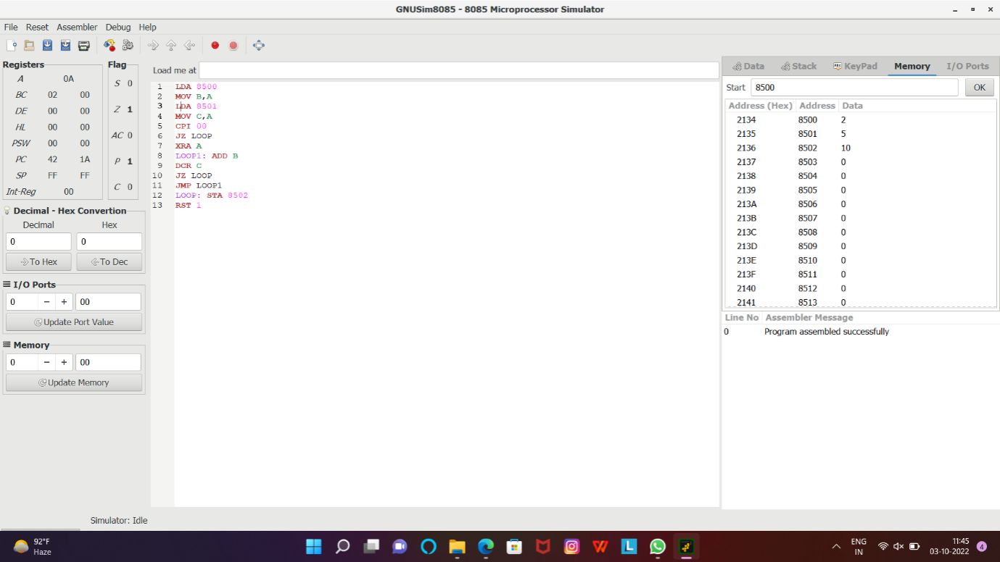 GNUSim8085 - 8085 Microprocessor Simulator
File Reset Assembler Debug Help
Registers
A 0A
BC 02 00
DE 00 00
HL 00 00
PSW 00 00
PC 42 1A
SP FF FF
Int-Reg 00
Flag
S 0
Z 1
AC 0
P 1
C 0
Decimal - Hex Convertion
Decimal Hex
0 0
To Hex To Dec
I/O Ports
0 − + 00
Update Port Value
Memory
0 − + 00
Update Memory
Load me at
1 LDA 8500
2 MOV B,A
3 LDA 8501
4 MOV C,A
5 CPI 00
6 JZ LOOP
7 XRA A
8 LOOP1: ADD B
9 DCR C
10 JZ LOOP
11 JMP LOOP1
12 LOOP: STA 8502
13 RST 1
Data Stack KeyPad Memory I/O Ports
Start 8500 OK
Address (Hex) Address Data
2134 8500 2
2135 8501 5
2136 8502 10
2137 8503 0
2138 8504 0
2139 8505 0
213A 8506 0
213B 8507 0
213C 8508 0
213D 8509 0
213E 8510 0
213F 8511 0
2140 8512 0
2141 8513 0
Line No Assembler Message
0 Program assembled successfully
Simulator: Idle
92°F
Haze
ENG
IN
11:45
03-10-2022
4